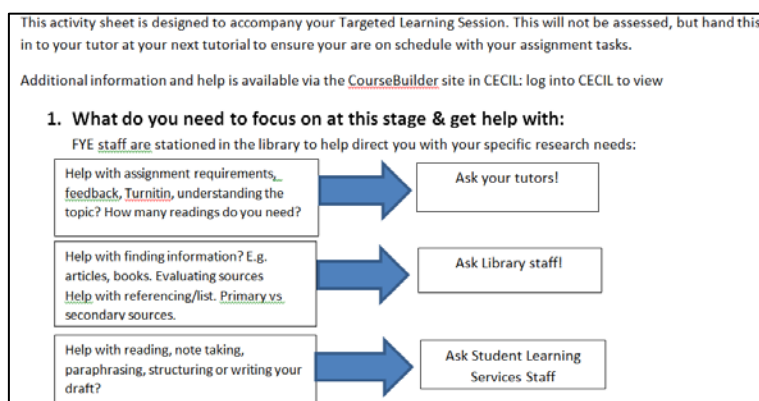 This activity sheet is designed to accompany your Targeted Learning Session. This will not be assessed, but hand this
in to your tutor at your next tutorial to ensure your are on schedule with your assignment tasks.
Additional information and help is available via the CourseBuilder site in CECIL: log into CECIL to view
1. What do you need to focus on at this stage & get help with:
FYE staff are stationed in the library to help direct you with your specific research needs:
Help with assignment requirements,
feedback, Turnitin, understanding the
topic? How many readings do you need?
Ask your tutors!
Help with finding information? E.g.
articles, books. Evaluating sources
Help with referencing/list. Primary vs
secondary sources.
Ask Library staff!
Help with reading, note taking,
paraphrasing, structuring or writing your
draft?
Ask Student Learning
Services Staff